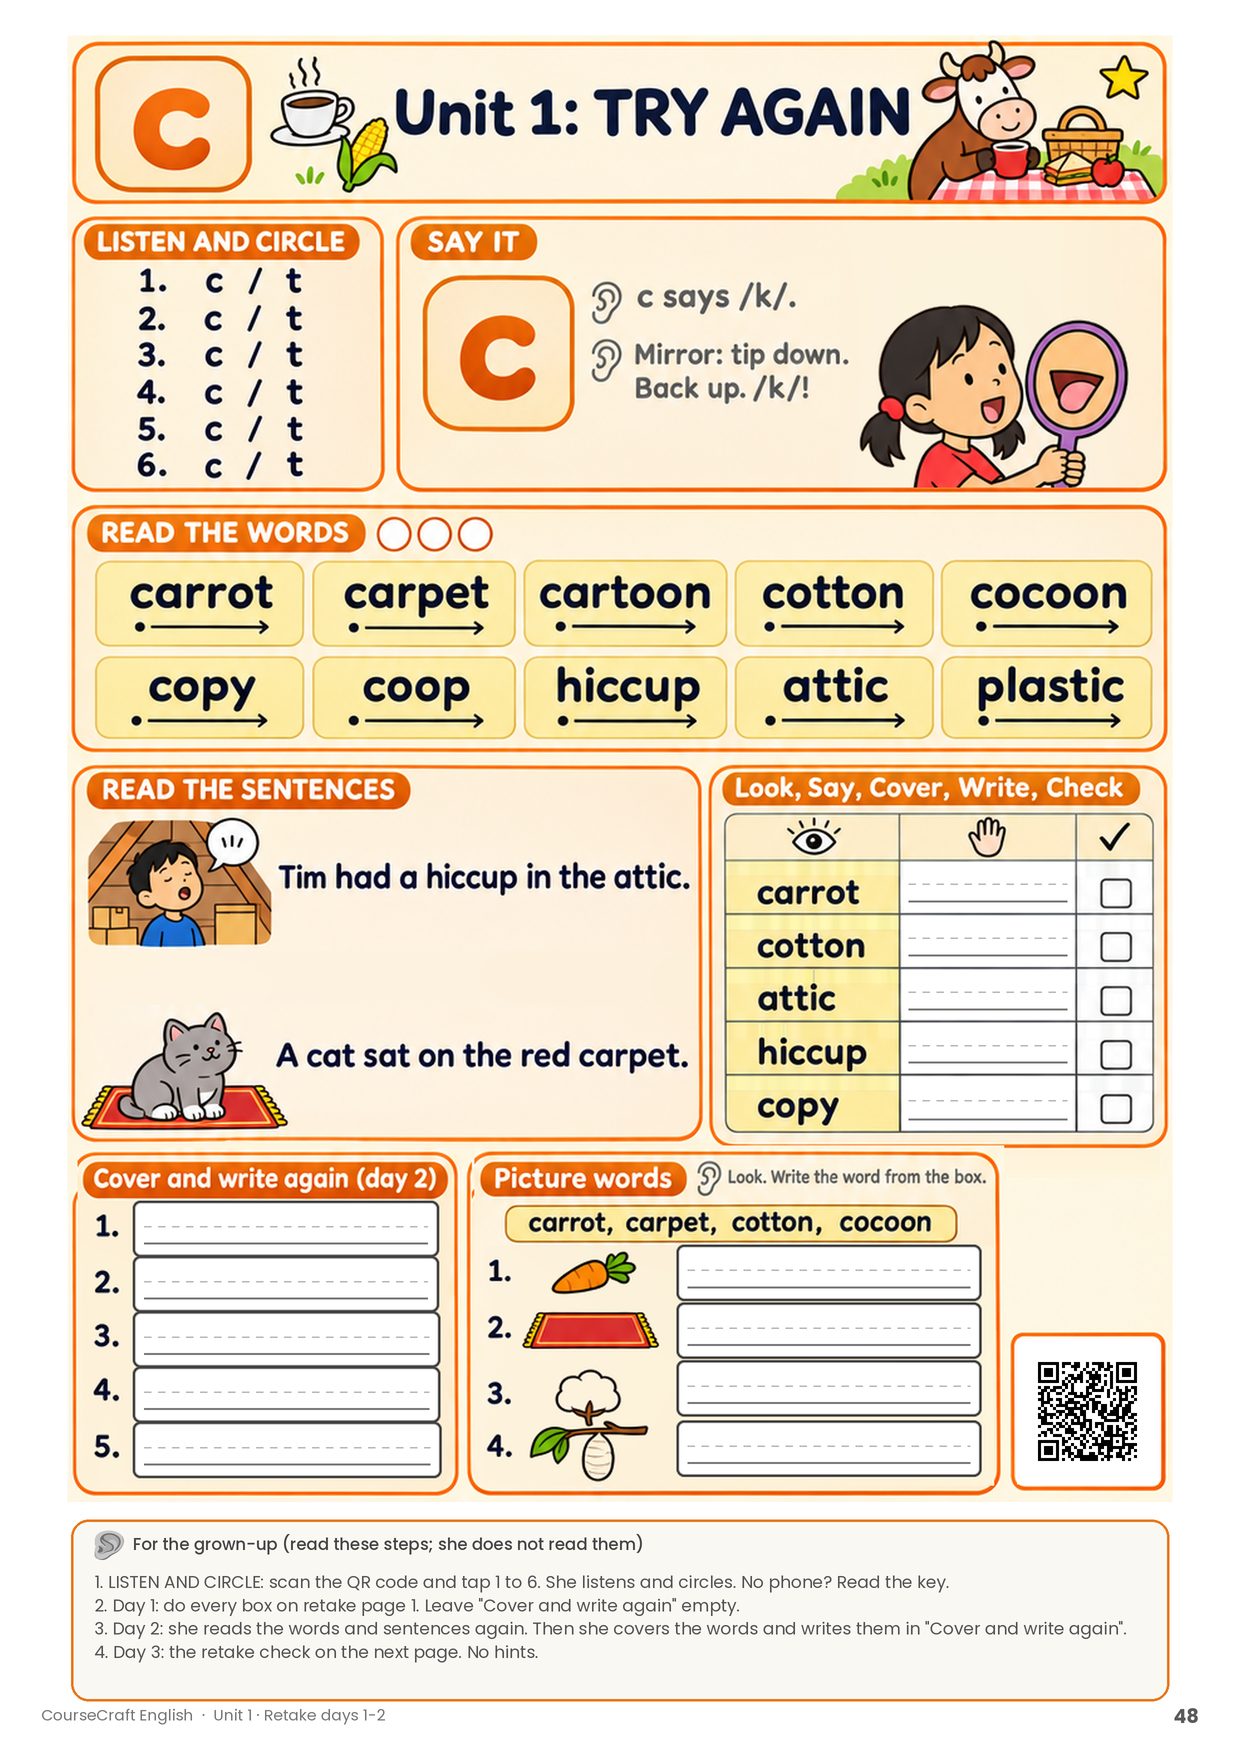 c
Unit 1: TRY AGAIN
LISTEN AND CIRCLE
1. c / t
2. c / t
3. c / t
4. c / t
5. c / t
6. c / t
SAY IT
c
c says /k/.
Mirror: tip down.
Back up. /k/!
READ THE WORDS
carrot carpet cartoon cotton cocoon
copy coop hiccup attic plastic
READ THE SENTENCES
Tim had a hiccup in the attic.
A cat sat on the red carpet.
Look, Say, Cover, Write, Check
carrot
cotton
attic
hiccup
copy
Cover and write again (day 2)
1.
2.
3.
4.
5.
Picture words Look. Write the word from the box.
carrot, carpet, cotton, cocoon
1.
2.
3.
4.
For the grown-up (read these steps; she does not read them)
1. LISTEN AND CIRCLE: scan the QR code and tap 1 to 6. She listens and circles. No phone? Read the key.
2. Day 1: do every box on retake page 1. Leave "Cover and write again" empty.
3. Day 2: she reads the words and sentences again. Then she covers the words and writes them in "Cover and write again".
4. Day 3: the retake check on the next page. No hints.
CourseCraft English · Unit 1 · Retake days 1-2 48